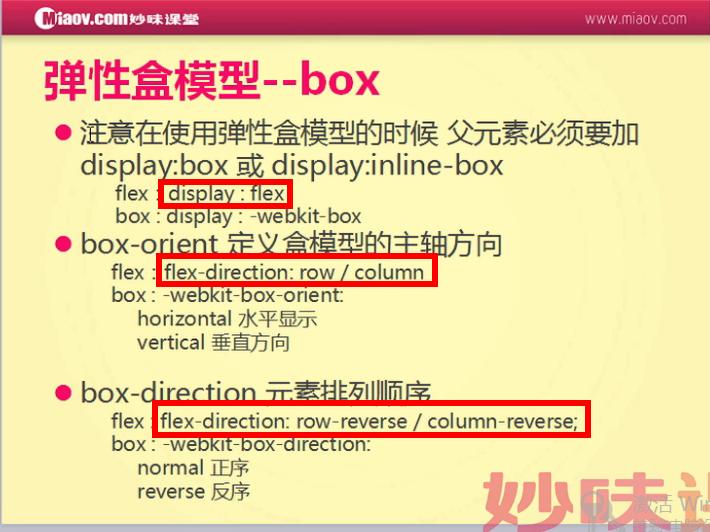 Miaov.com 妙味课堂
www.miaov.com
弹性盒模型--box
注意在使用弹性盒模型的时候 父元素必须要加
display:box 或 display:inline-box
flex : display : flex
box : display : -webkit-box
box-orient 定义盒模型的主轴方向
flex : flex-direction: row / column
box : -webkit-box-orient:
horizontal 水平显示
vertical 垂直方向
box-direction 元素排列顺序
flex : flex-direction: row-reverse / column-reverse;
box : -webkit-box-direction:
normal 正序
reverse 反序
妙味
激活 Win